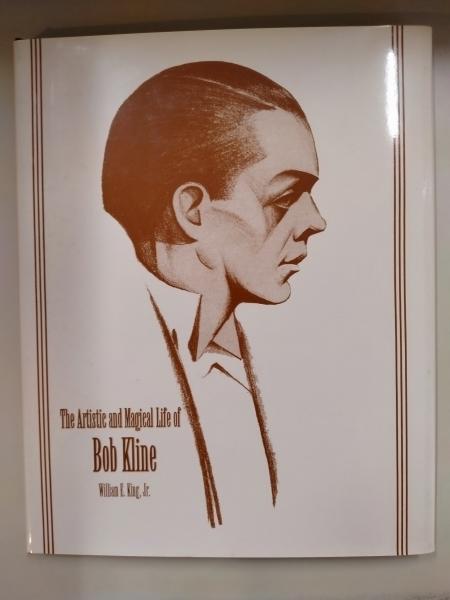 The Artistic and Magical Life of
Bob Kline
William E. King, Jr.